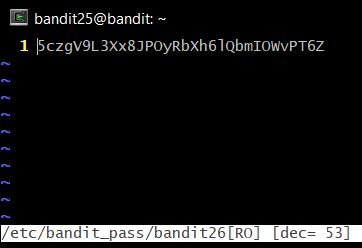 bandit25@bandit: ~
1 5czgV9L3Xx8JPOyRbXh6lQbmIOWvPT6Z
~
~
~
~
~
~
~
/etc/bandit_pass/bandit26[RO] [dec= 53]